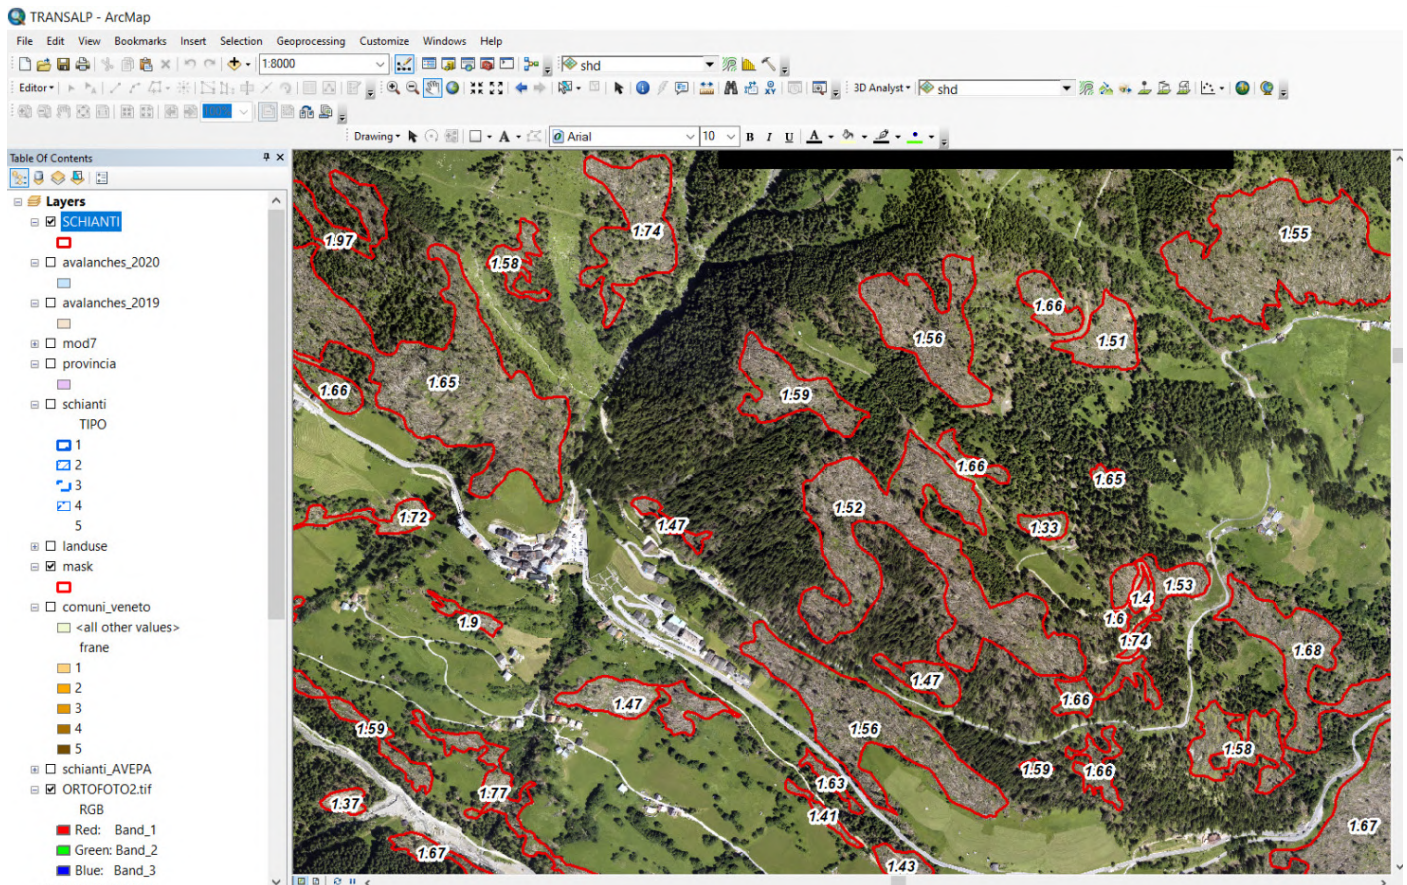 TRANSALP - ArcMap
File Edit View Bookmarks Insert Selection Geoprocessing Customize Windows Help
1:8000
shd
Editor
3D Analyst
shd
Drawing
Arial
10
B I U A
Table Of Contents
Layers
SCHIANTI
avalanches_2020
avalanches_2019
mod7
provincia
schianti
TIPO
1
2
3
4
5
landuse
mask
comuni_veneto
<all other values>
frane
1
2
3
4
5
schianti_AVEPA
ORTOFOTO2.tif
RGB
Red: Band_1
Green: Band_2
Blue: Band_3
1.97
1.58
1.74
1.55
1.66
1.56
1.51
1.65
1.66
1.59
1.66
1.65
1.52
1.72
1.47
1.33
1.53
1.4
1.6
1.9
1.74
1.68
1.47
1.66
1.47
1.59
1.56
1.58
1.59
1.66
1.63
1.77
1.37
1.41
1.67
1.67
1.43